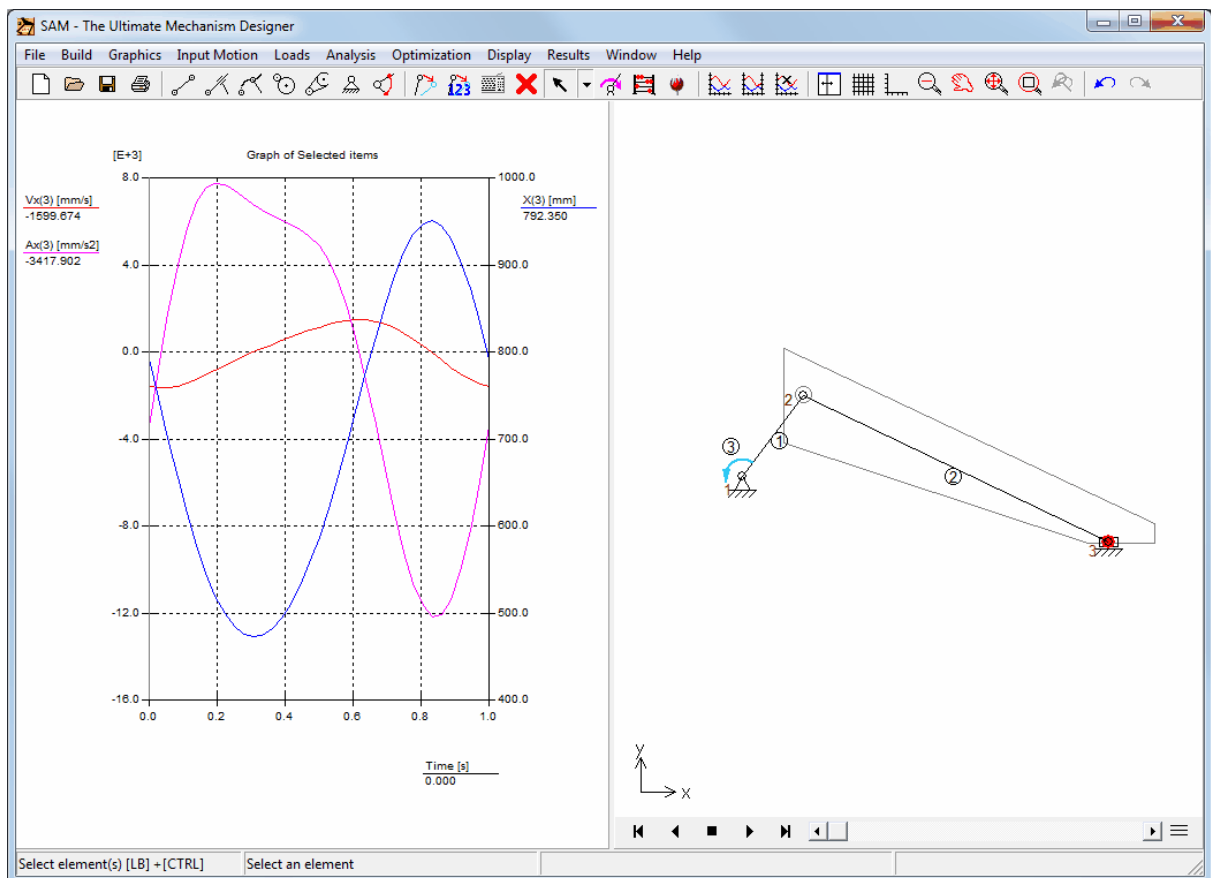 SAM - The Ultimate Mechanism Designer
File Build Graphics Input Motion Loads Analysis Optimization Display Results Window Help
123
[E+3] Graph of Selected items
8.0 1000.0
Vx(3) [mm/s] X(3) [mm]
-1599.674 792.350
Ax(3) [mm/s2]
-3417.902
4.0 900.0
0.0 800.0
-4.0 700.0
-8.0 600.0
-12.0 500.0
-16.0 400.0
0.0 0.2 0.4 0.6 0.8 1.0
Time [s]
0.000
2
1
3
2
1
3
y
x
Select element(s) [LB] +[CTRL] Select an element